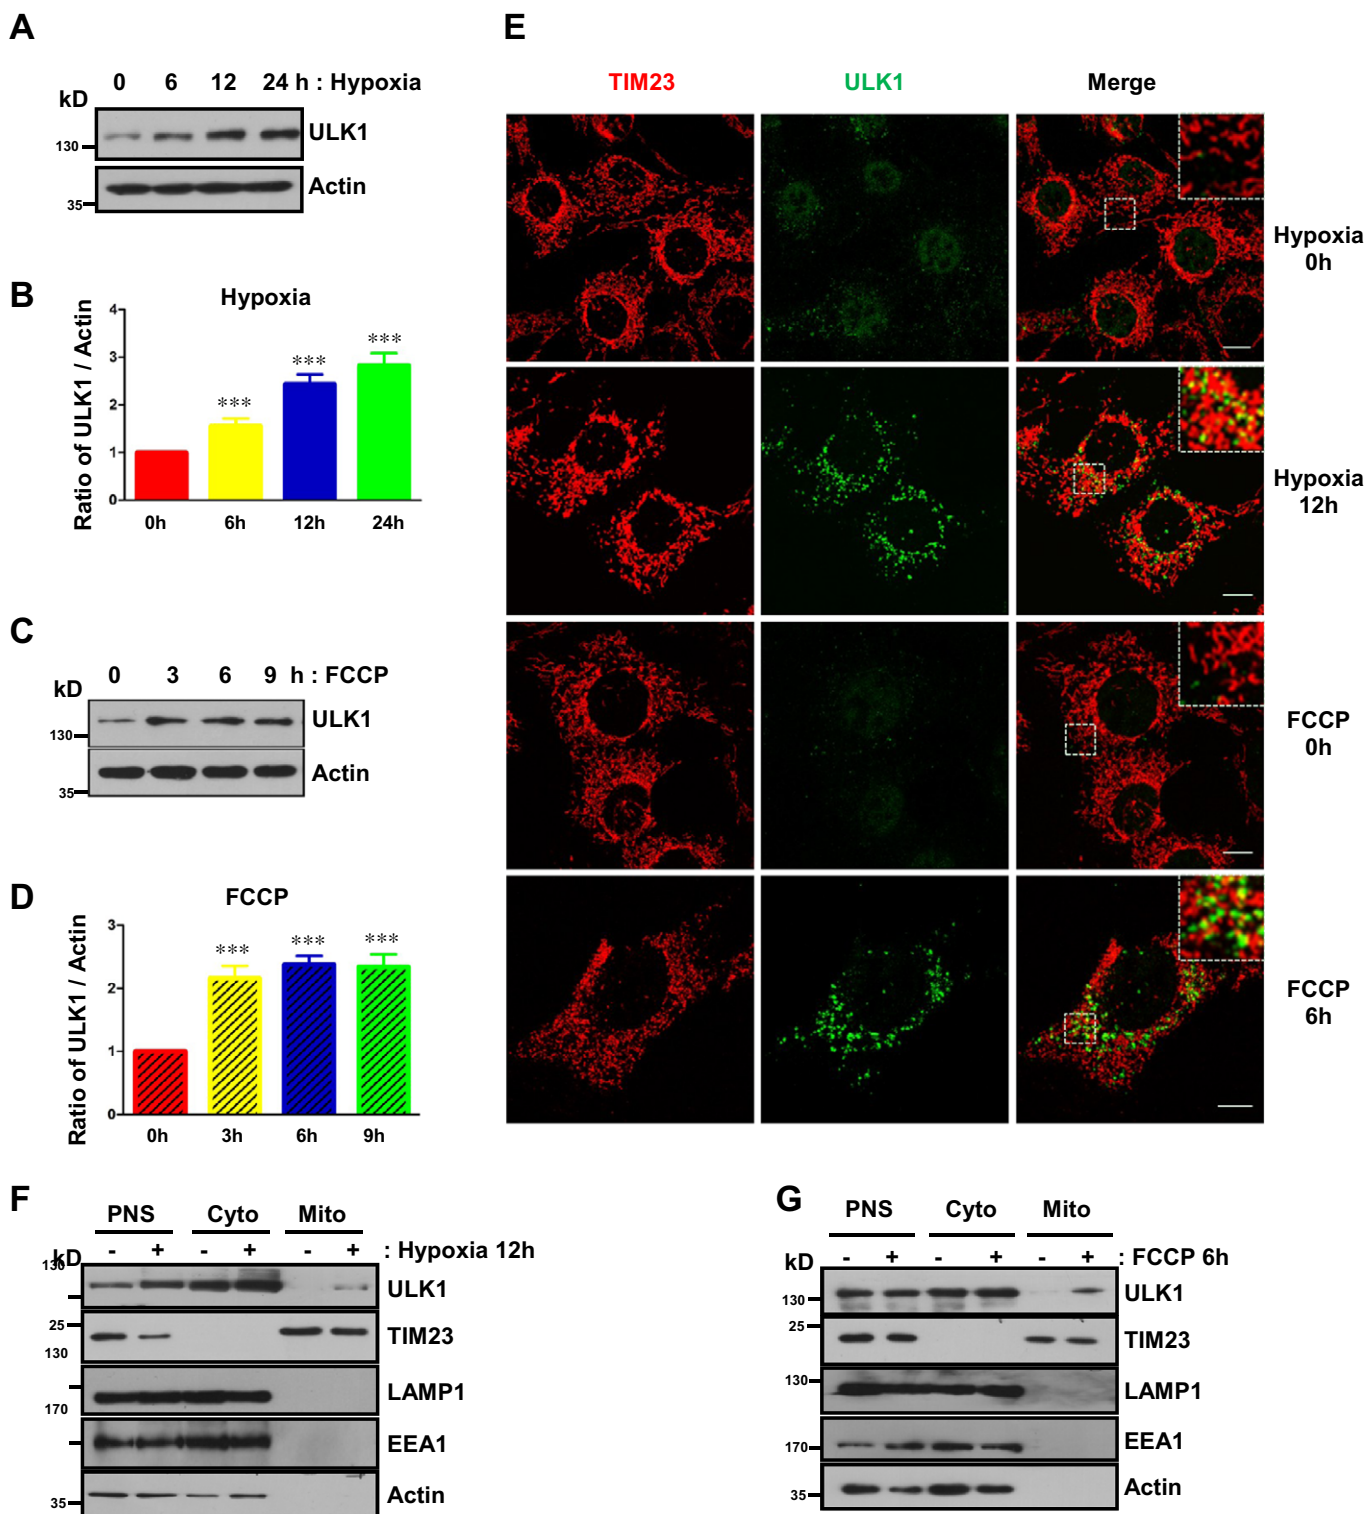 A
0 6 12 24 h : Hypoxia
kD
ULK1
130
Actin
35
B
Hypoxia
Ratio of ULK1 / Actin
4
3
2
1
0
***
***
***
0h 6h 12h 24h
C
0 3 6 9 h : FCCP
kD
ULK1
130
Actin
35
D
FCCP
Ratio of ULK1 / Actin
3
2
1
0
***
***
***
0h 3h 6h 9h
E
TIM23 ULK1 Merge
Hypoxia
0h
Hypoxia
12h
FCCP
0h
FCCP
6h
F
PNS Cyto Mito
- + - + - + : Hypoxia 12h
kD
130
ULK1
25
TIM23
130
LAMP1
170
EEA1
Actin
35
G
PNS Cyto Mito
- + - + - + : FCCP 6h
kD
ULK1
130
25
TIM23
130
LAMP1
EEA1
170
Actin
35